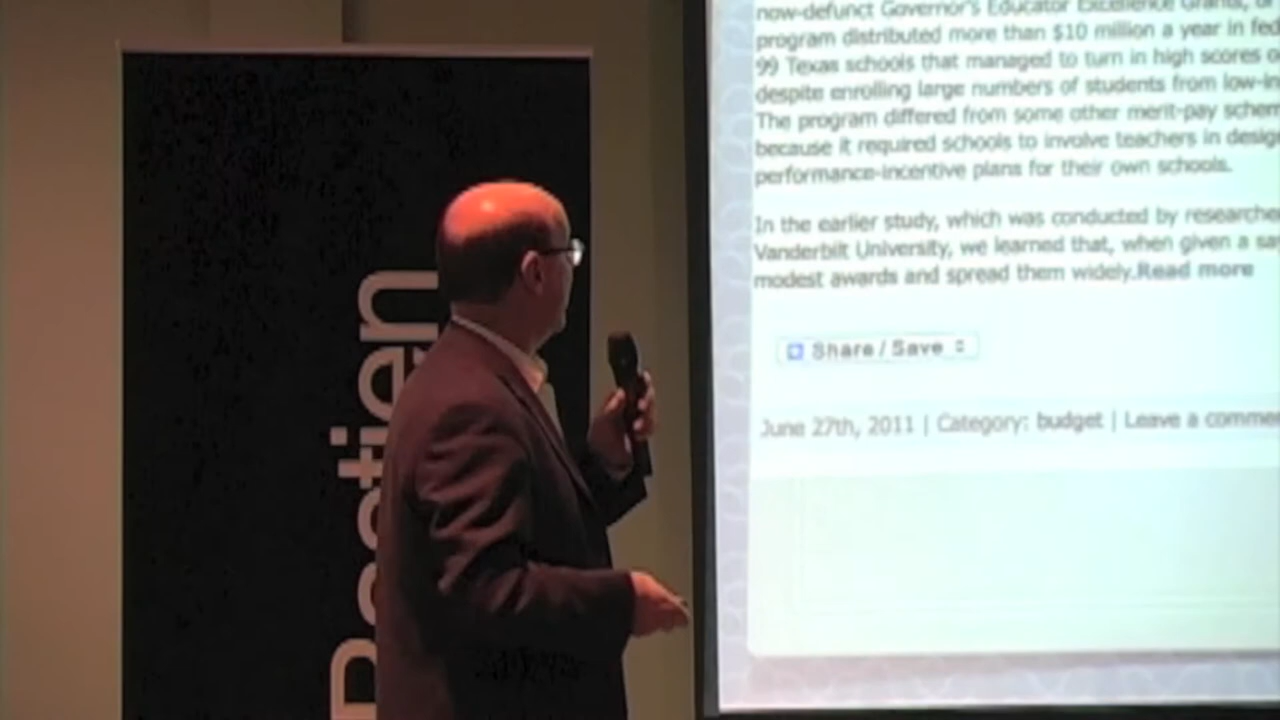 now-defunct Governor's Educator Excellence Grants, or
program distributed more than $10 million a year in fed
99 Texas schools that managed to turn in high scores o
despite enrolling large numbers of students from low-in
The program differed from some other merit-pay schem
because it required schools to involve teachers in desig
performance-incentive plans for their own schools.
In the earlier study, which was conducted by researche
Vanderbilt University, we learned that, when given a sa
modest awards and spread them widely.Read more
Share / Save
June 27th, 2011 | Category: budget | Leave a comme